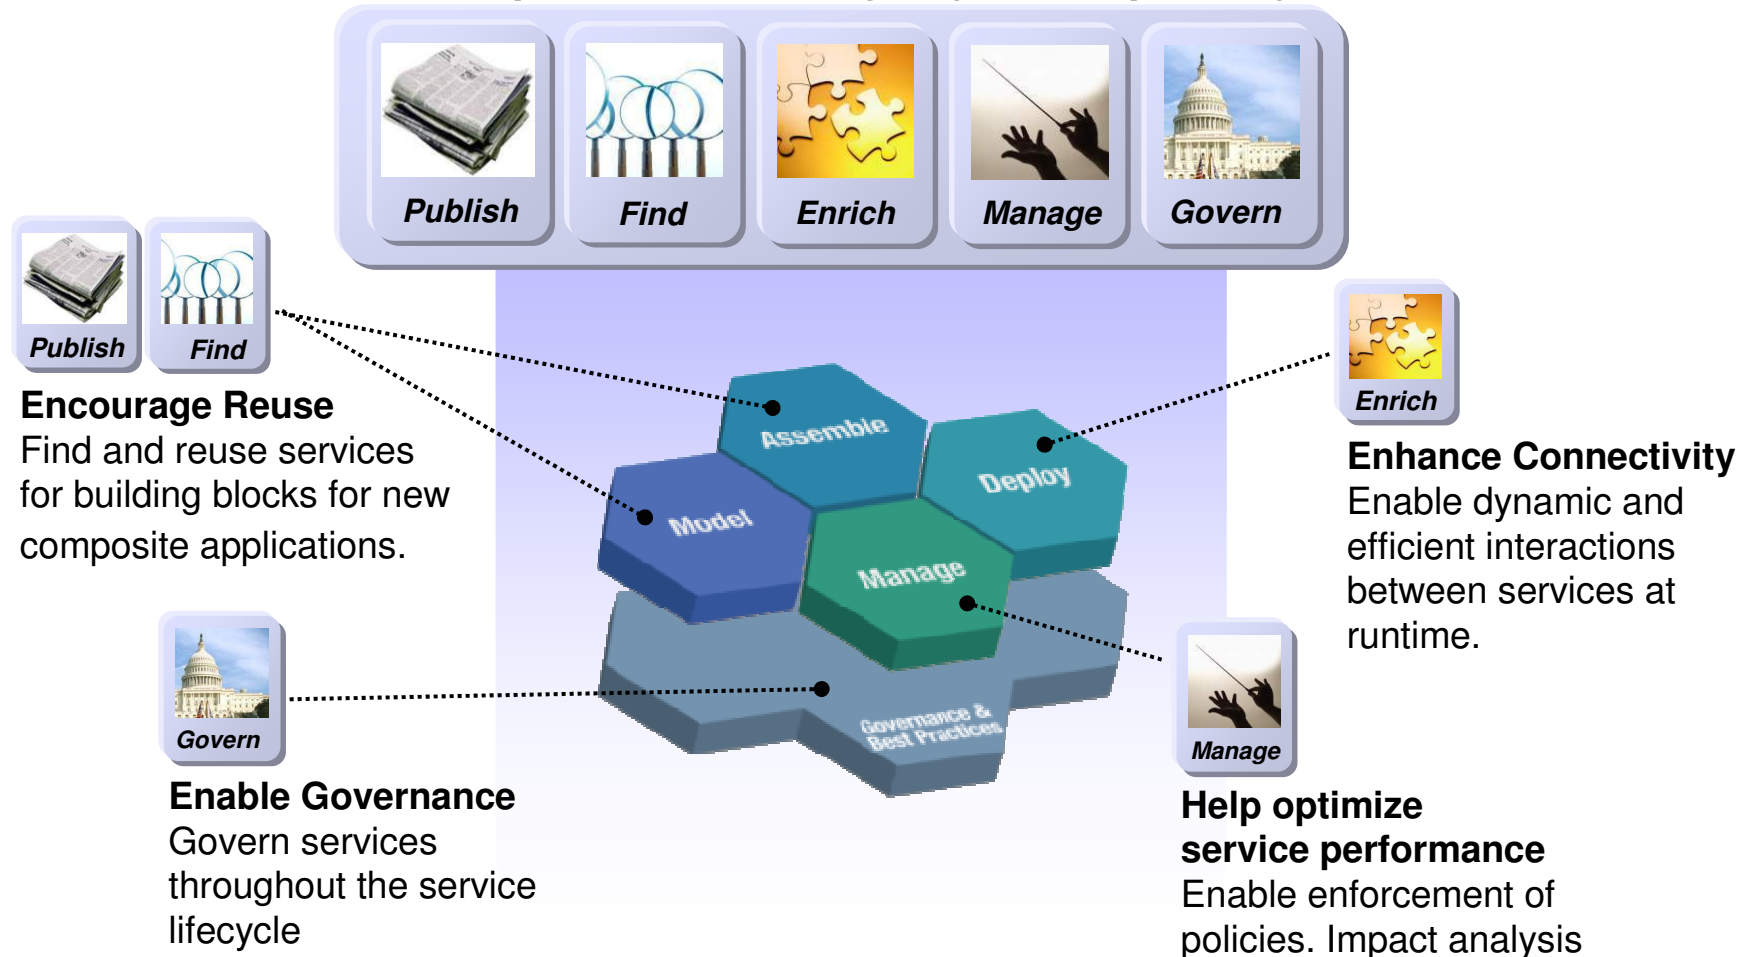 Publish
Find
Enrich
Manage
Govern
Publish
Find
Encourage Reuse
Find and reuse services
for building blocks for new
composite applications.
Enrich
Enhance Connectivity
Enable dynamic and
efficient interactions
between services at
runtime.
Assemble
Deploy
Model
Manage
Governance &
Best Practices
Govern
Enable Governance
Govern services
throughout the service
lifecycle
Manage
Help optimize
service performance
Enable enforcement of
policies. Impact analysis